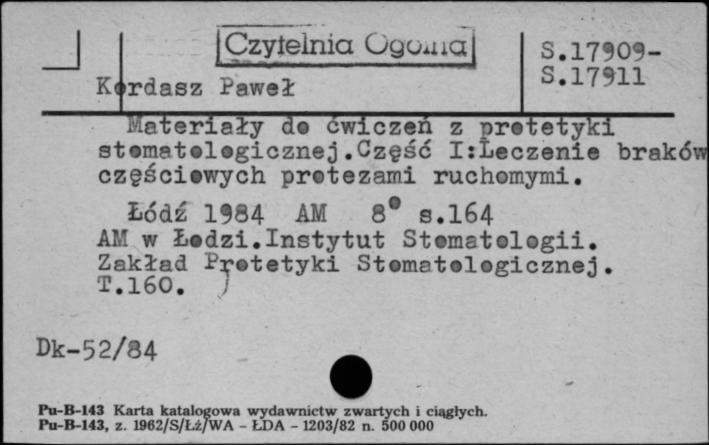 Czytelnia Ogólna
S.17909-
S.17911
Kordasz Paweł
Materiały do ćwiczeń z protetyki
stomatologicznej.Część I:Leczenie braków
częściowych protezami ruchomymi.
Łódź 1984 AM 8° s.164
AM w Łodzi.Instytut Stomatologii.
Zakład Protetyki Stomatologicznej.
T.160. )
Dk-52/84
Pu-B-143 Karta katalogowa wydawnictw zwartych i ciągłych.
Pu-B-143, z. 1962/S/Łż/WA - ŁDA - 1203/82 n. 500 000